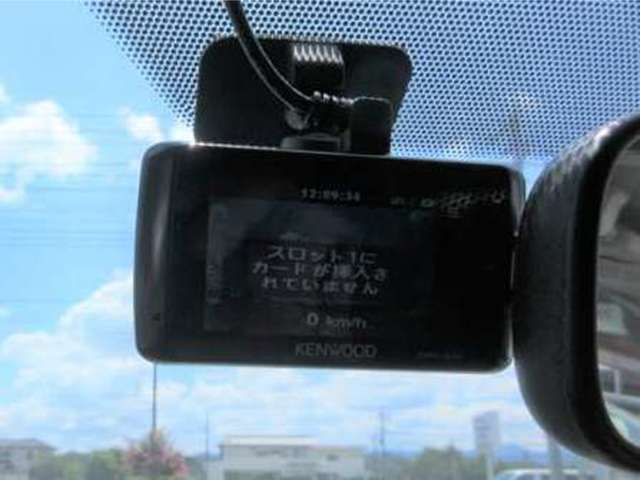 12:09:38
スロット1に
カードが挿入さ
れていません
0 km/h
KENWOOD